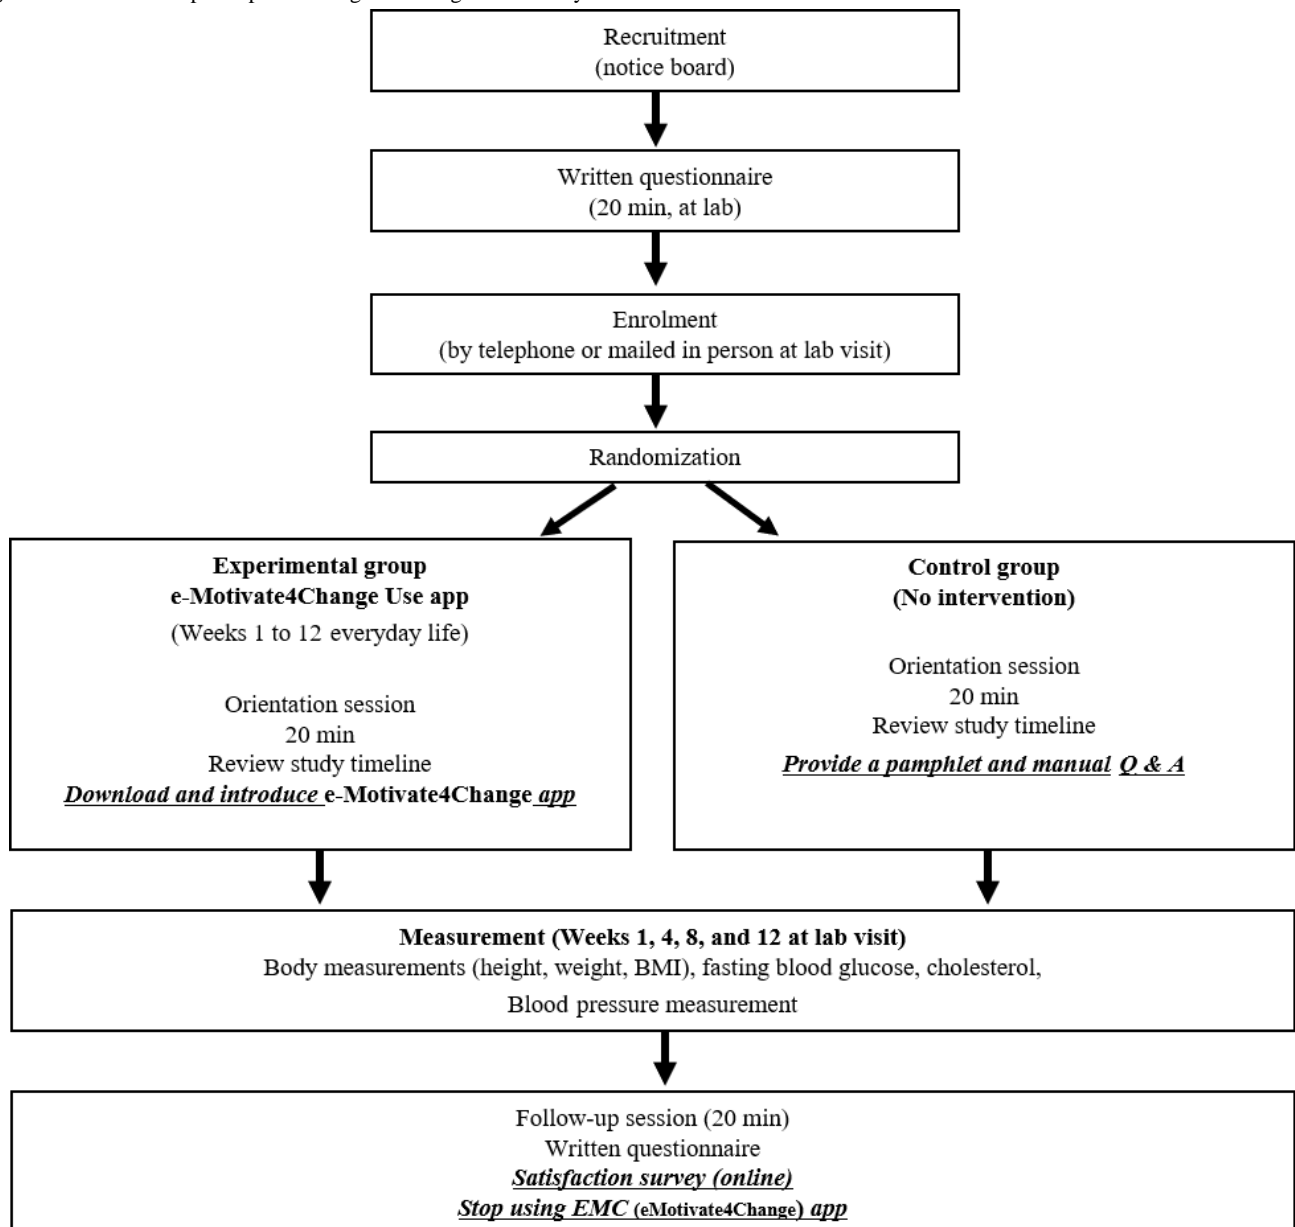 Recruitment
(notice board)
Written questionnaire
(20 min, at lab)
Enrolment
(by telephone or mailed in person at lab visit)
Randomization
Experimental group
e-Motivate4Change Use app
(Weeks 1 to 12 everyday life)
Orientation session
20 min
Review study timeline
Download and introduce e-Motivate4Change app
Control group
(No intervention)
Orientation session
20 min
Review study timeline
Provide a pamphlet and manual Q & A
Measurement (Weeks 1, 4, 8, and 12 at lab visit)
Body measurements (height, weight, BMI), fasting blood glucose, cholesterol,
Blood pressure measurement
Follow-up session (20 min)
Written questionnaire
Satisfaction survey (online)
Stop using EMC (eMotivate4Change) app